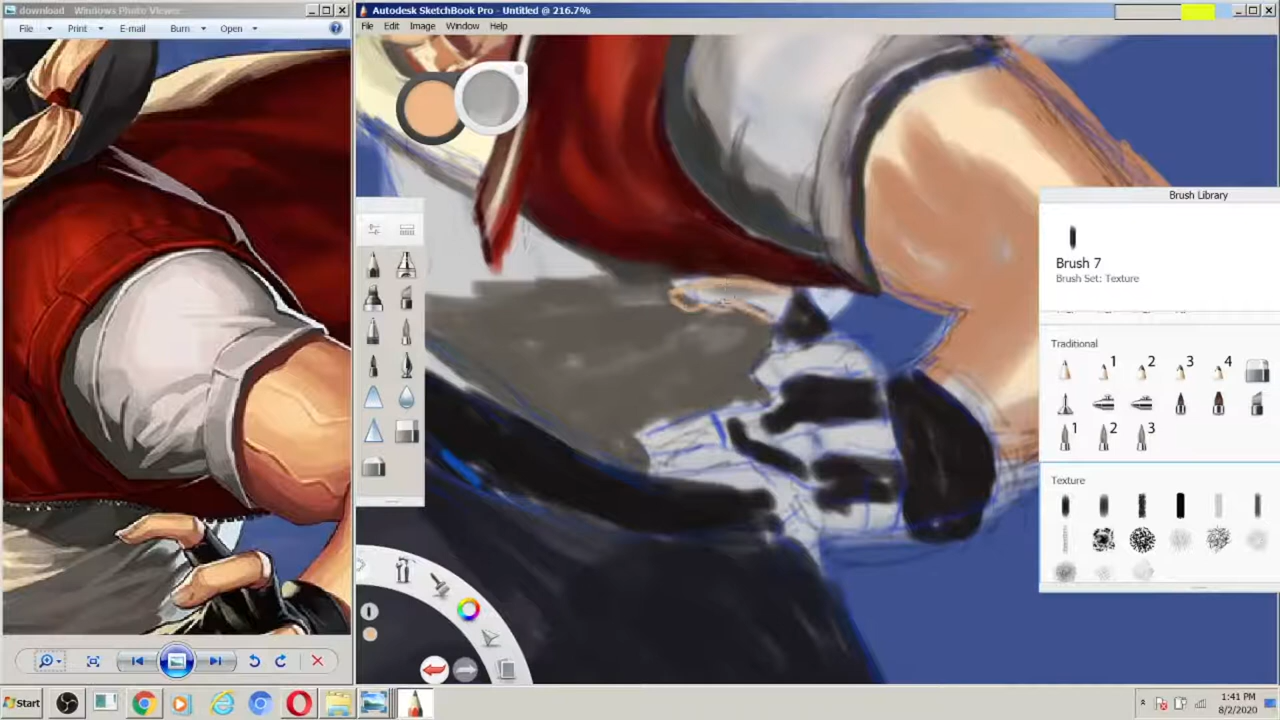 download - Windows Photo Viewer
File Print E-mail Burn Open
Autodesk SketchBook Pro - Untitled @ 216.7%
File Edit Image Window Help
Brush Library
Brush 7
Brush Set: Texture
Traditional
1 2 3 4
1 2 3
Texture
Start
1:41 PM
8/2/2020